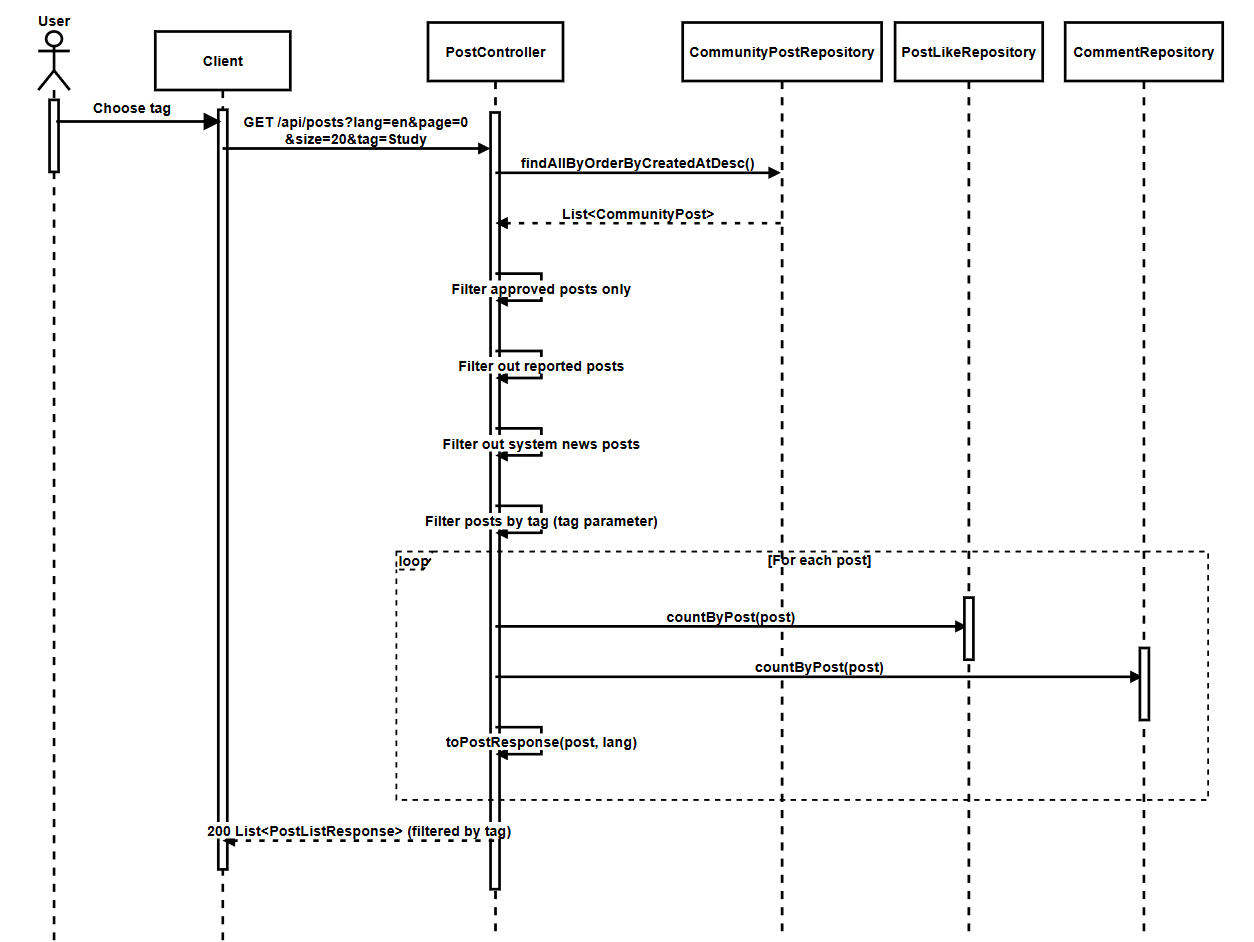 User
Client
PostController
CommunityPostRepository
PostLikeRepository
CommentRepository
Choose tag
GET /api/posts?lang=en&page=0
&size=20&tag=Study
findAllByOrderByCreatedAtDesc()
List<CommunityPost>
Filter approved posts only
Filter out reported posts
Filter out system news posts
Filter posts by tag (tag parameter)
loop
[For each post]
countByPost(post)
countByPost(post)
toPostResponse(post, lang)
200 List<PostListResponse> (filtered by tag)